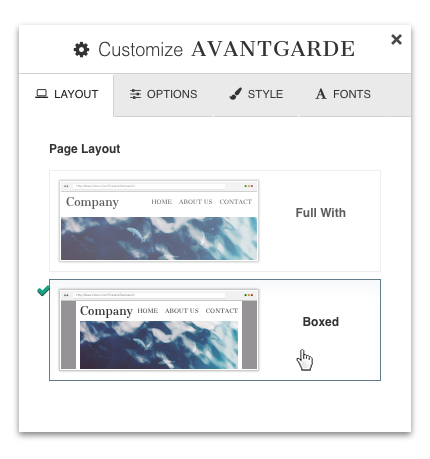 Customize AVANTGARDE
LAYOUT OPTIONS STYLE FONTS
Page Layout
Company HOME ABOUT US CONTACT
Full With
Company HOME ABOUT US CONTACT
Boxed